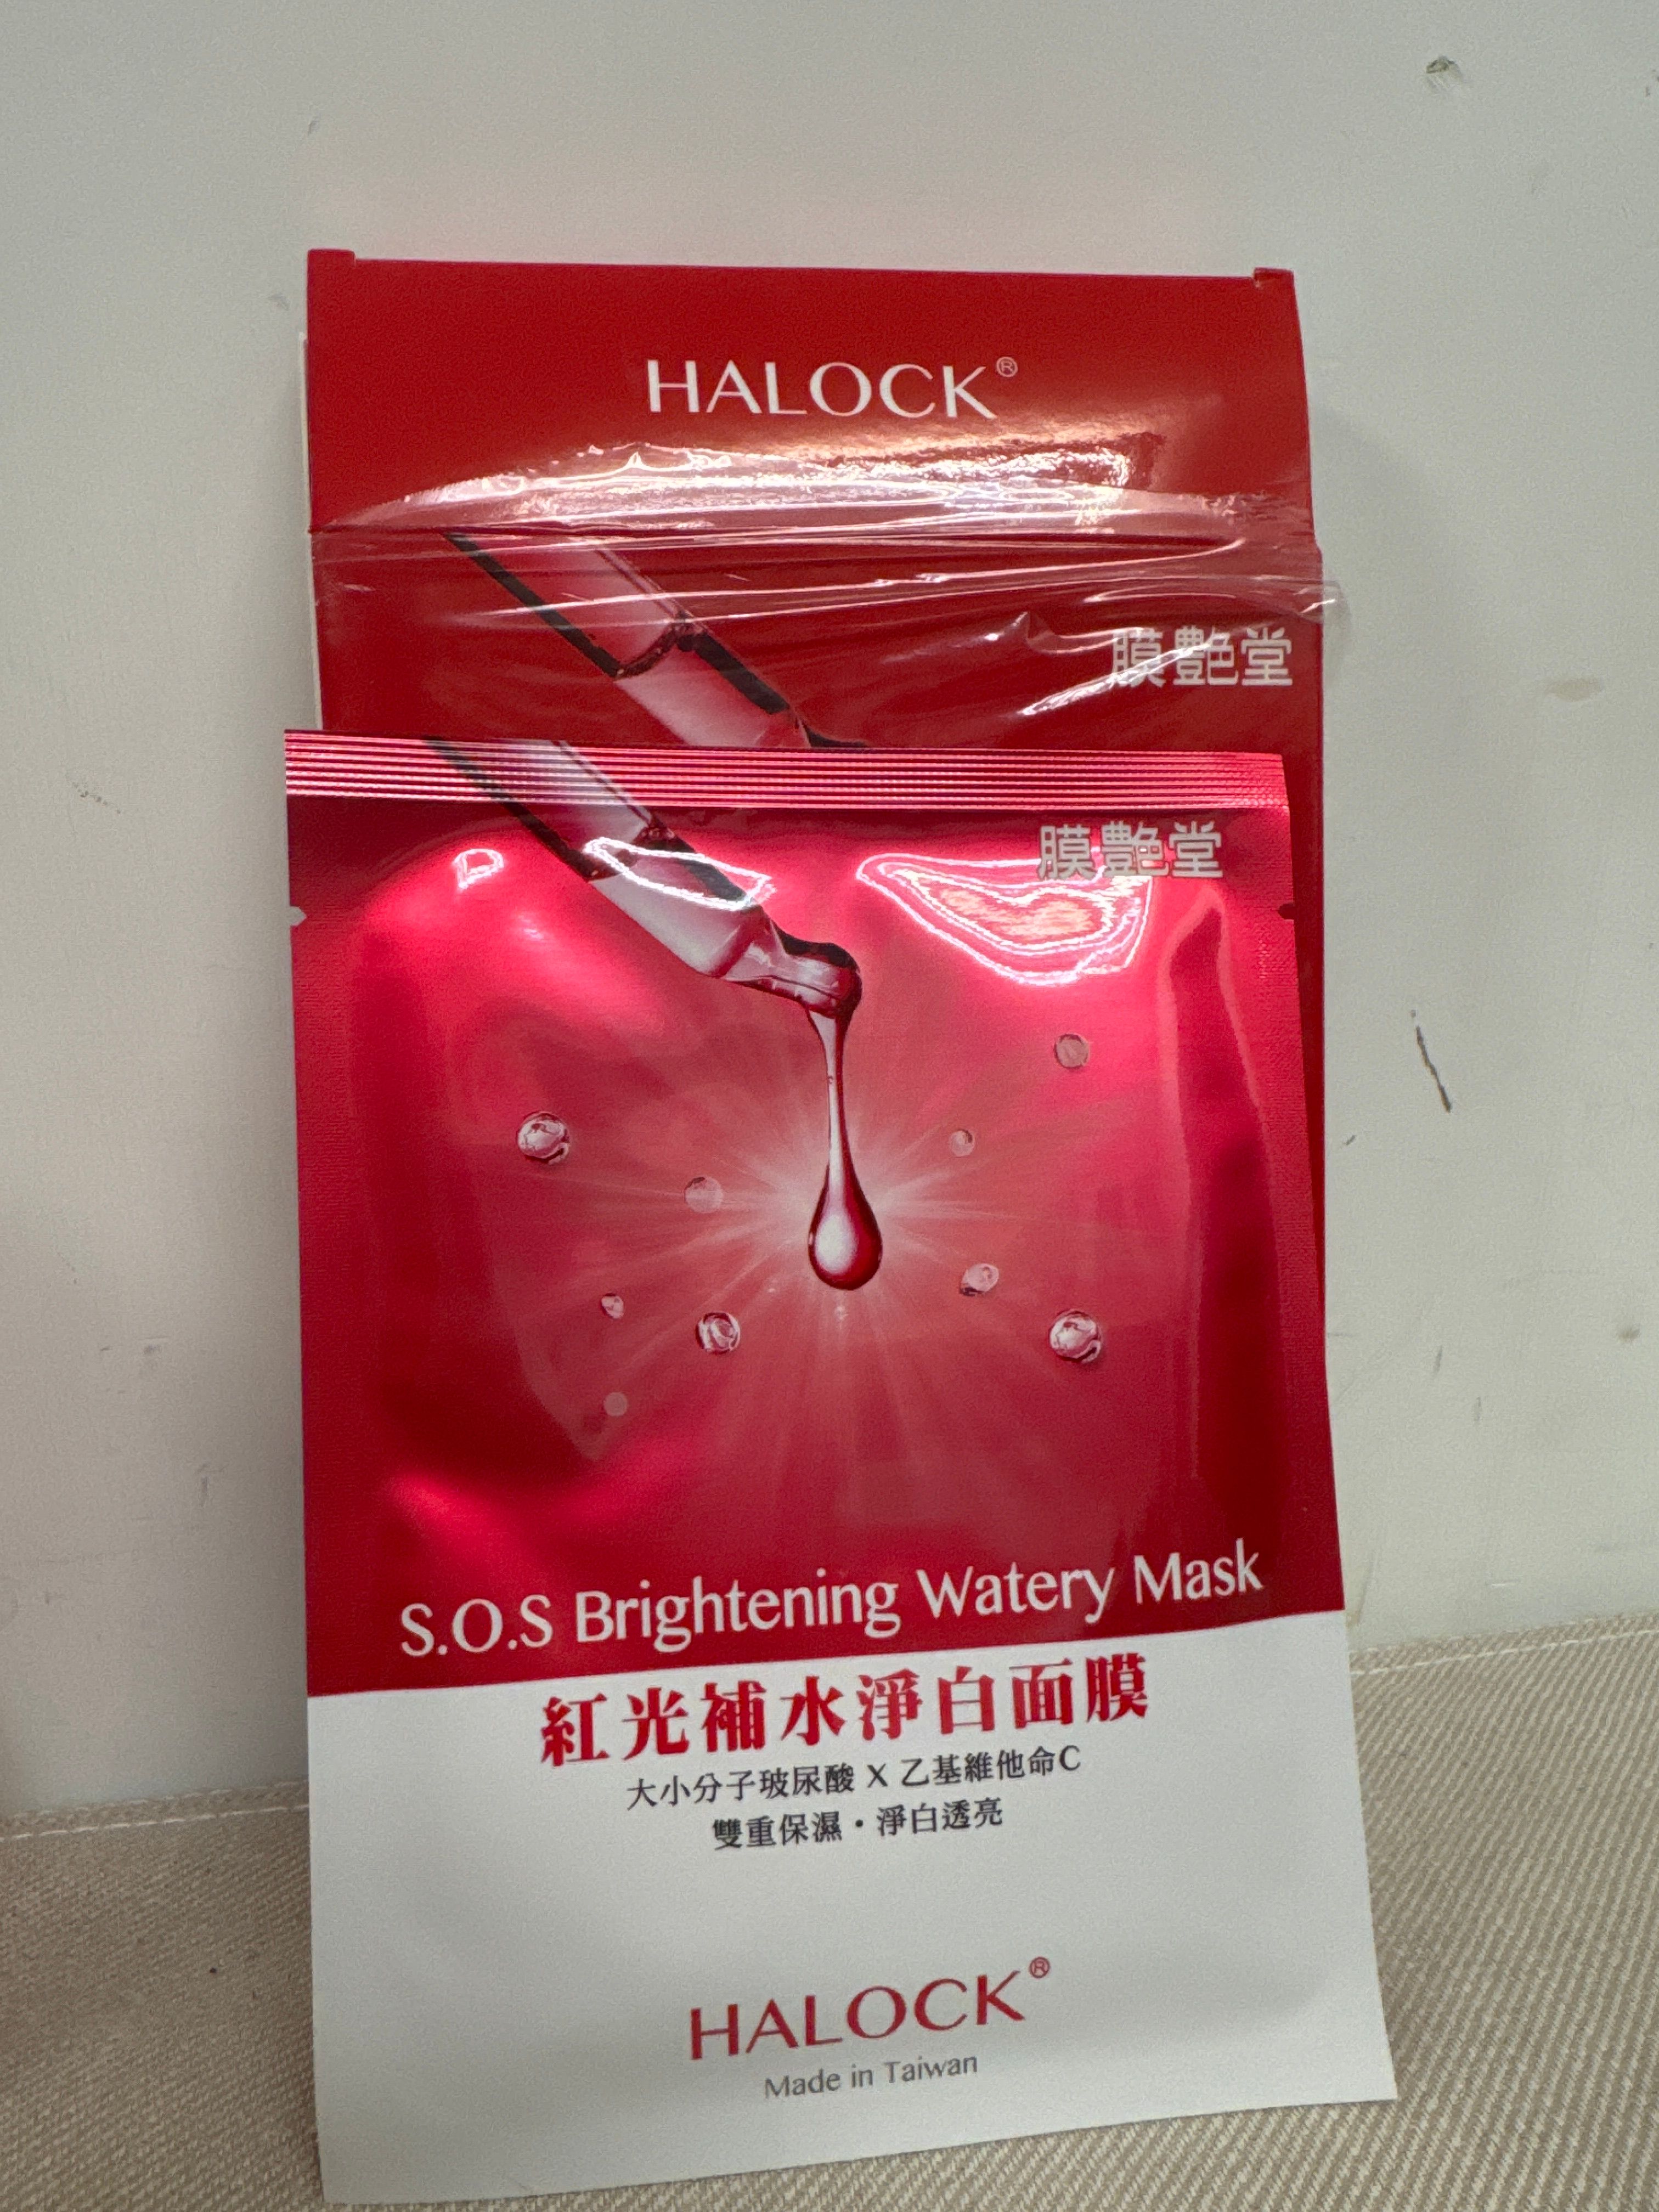 HALOCK®
膜艷堂
膜艷堂
S.O.S Brightening Watery Mask
紅光補水淨白面膜
大小分子玻尿酸 X 乙基維他命C
雙重保濕・淨白透亮
HALOCK®
Made in Taiwan